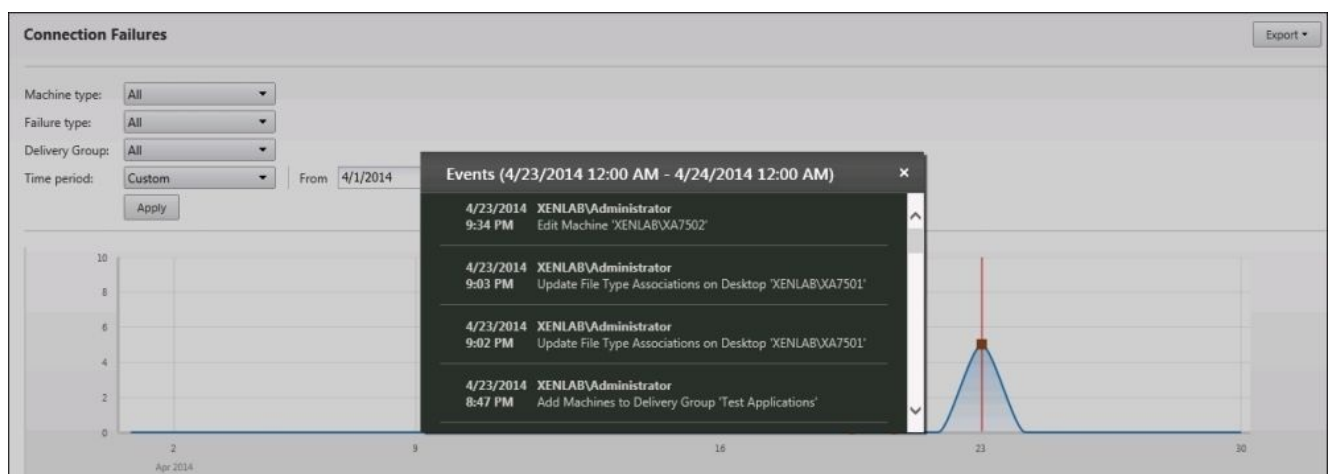 Connection Failures
Export
Machine type: All
Failure type: All
Delivery Group: All
Time period: Custom From 4/1/2014
Apply
Events (4/23/2014 12:00 AM - 4/24/2014 12:00 AM) ×
4/23/2014 XENLAB\Administrator
9:34 PM Edit Machine 'XENLAB\XA7502'
4/23/2014 XENLAB\Administrator
9:03 PM Update File Type Associations on Desktop 'XENLAB\XA7501'
4/23/2014 XENLAB\Administrator
9:02 PM Update File Type Associations on Desktop 'XENLAB\XA7501'
4/23/2014 XENLAB\Administrator
8:47 PM Add Machines to Delivery Group 'Test Applications'
10
8
6
4
2
0
2 9 16 23 30
Apr 2014